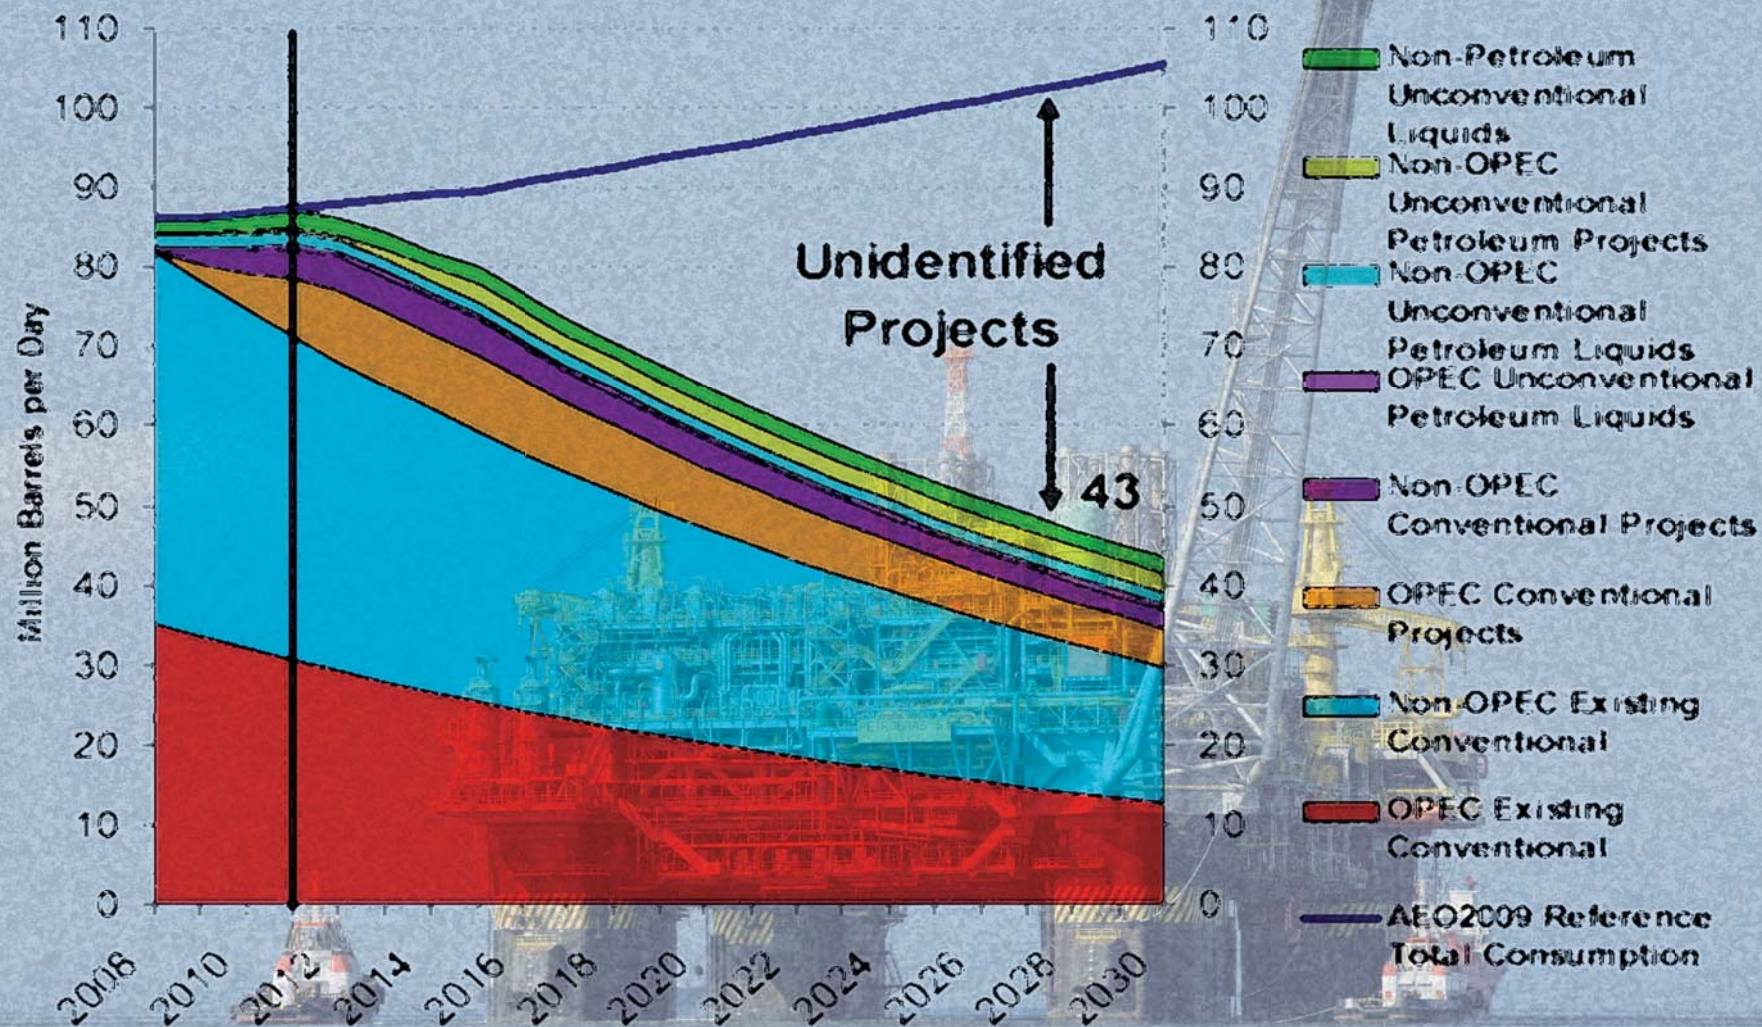 110
100
90
80
70
60
50
40
30
20
10
0
Million Barrels per Day
2008
2010
2012
2014
2016
2018
2020
2022
2024
2026
2028
2030
Unidentified
Projects
43
110
100
90
80
70
60
50
40
30
20
10
0
Non-Petroleum
Unconventional
Liquids
Non-OPEC
Unconventional
Petroleum Projects
Non-OPEC
Unconventional
Petroleum Liquids
OPEC Unconventional
Petroleum Liquids
Non-OPEC
Conventional Projects
OPEC Conventional
Projects
Non-OPEC Existing
Conventional
OPEC Existing
Conventional
AEO2009 Reference
Total Consumption